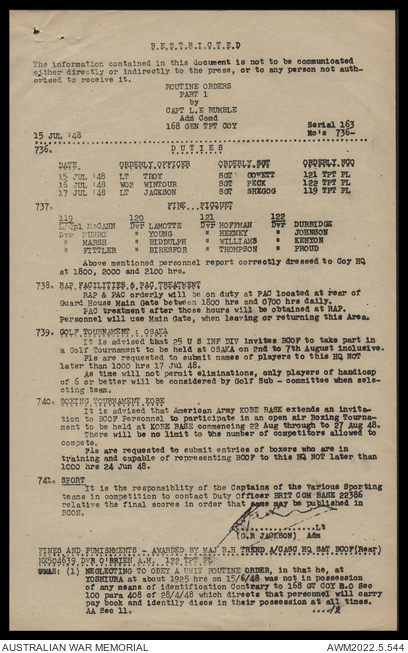 R.E.S.T.R.I.C.T.E.D
The information contained in this document is not to be communicated
either directly or indirectly to the press, or to any person not auth-
orised to receive it.
ROUTINE ORDERS
PART 1
by
CAPT L.E RUMBLE
Adm Comd
168 GEN TPT COY
Serial 163
15 JUL '48
No's 736-
736. D U T I E S
DATE ORDERLY OFFICER ORDERLY SGT ORDERLY NCO
15 JUL '48 LT TROY SGT GOWETT 121 TPT PL
16 JUL '48 WO2 WINTOUR SGT PECK 122 TPT PL
17 JUL '48 LT JACKSON SGT SHEGOG 119 TPT PL
737. FIRE PICQUET
119 120 121 122
L/Cpl McCANN Dvr LAMOTTE Dvr HOFFMAN Dvr DURBIDGE
Dvr MUNRO " YOUNG " HEENEY " JOHNSON
" MARSH " BIDDULPH " WILLIAMS " KENYON
" FITTLER " BIRESFOR " THOMPSON " PROUD
Above mentioned personnel report correctly dressed to Coy HQ
at 1800, 2000 and 2100 hrs.
738. RAP FACILITIES & PAC TREATMENT
RAP & PAC orderly will be on duty at PAC located at rear of
Guard House Main Gate between 1800 hrs and 0700 hrs daily.
PAC treatment after those hours will be obtained at RAP.
Personnel will use Main Gate, when leaving or returning this Area.
739. GOLF TOURNAMENT : OSAKA
It is advised that 25 U S INF DIV invites BCOF to take part in
a Golf Tournament to be held at OSAKA on 2nd to 7th August inclusive.
Pls are requested to submit names of players to this HQ NOT
later than 1000 hrs 17 Jul 48.
As time will not permit eliminations, only players of handicap
of 6 or better will be considered by Golf Sub - committee when sele-
cting team.
740. BOXING TOURNAMENT KOBE
It is advised that American Army KOBE BASE extends an invita-
tion to BCOF Personnel to participate in an open air Boxing Tourna-
ment to be held at KOBE BASE commencing 22 Aug through to 27 Aug 48.
There will be no limit to the number of competitors allowed to
compete.
Pls are requested to submit entries of boxers who are in
training and capable of representing BCOF to this HQ NOT later than
1000 hrs 24 Jun 48.
741. SPORT
It is the responsiblity of the Captains of the Various Sporting
teams in competition to contact Duty Officer BRIT COM BASE 22386
relative the final scores in order that same may be published in
BCON.
Lt
(G.R JACKSON) Adm
FINES AND PUNISHMENTS - AWARDED BY MAJ B.H TREND A/CASC HQ SAT BCOF(Rear)
NX504639 DVR O'BRIEN A.M. 122 TPT PL
WOAS: (1) NEGLECTING TO OBEY A UNIT ROUTINE ORDER, in that he, at
YOSHIURA at about 1925 hrs on 15/6/48 was not in possession
of any means of identification Contrary to 168 GT COY R.O Sec
100 para 408 of 28/4/48 which directs that personnel will carry
pay book and identily discs in their possession at all times.
AA Sec 11.
..../2
AUSTRALIAN WAR MEMORIAL
AWM2022.5.544